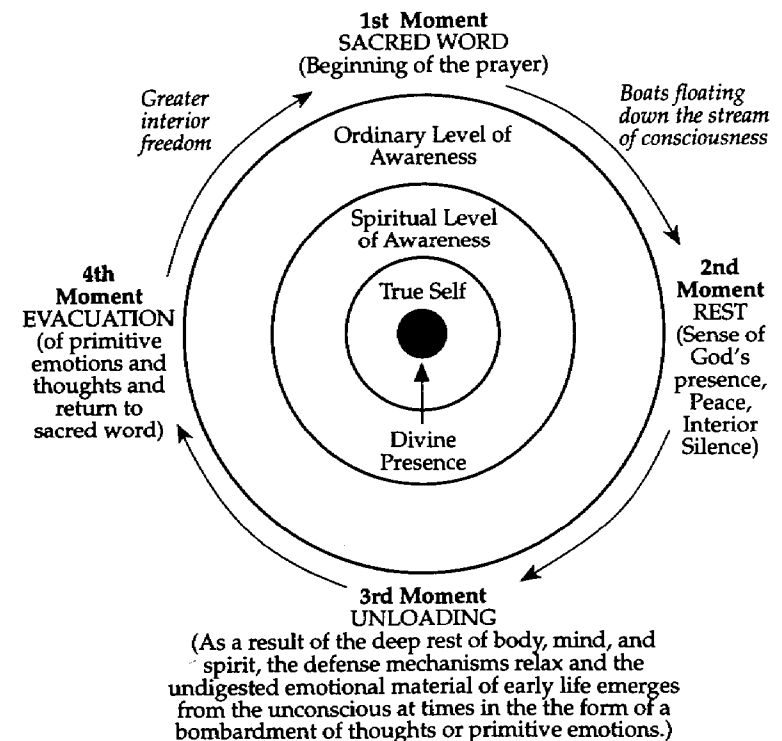 1st Moment
SACRED WORD
(Beginning of the prayer)
Greater
interior
freedom
Boats floating
down the stream
of consciousness
Ordinary Level of
Awareness
Spiritual Level
of Awareness
True Self
Divine
Presence
4th
Moment
EVACUATION
(of primitive
emotions and
thoughts and
return to
sacred word)
2nd
Moment
REST
(Sense of
God's
presence,
Peace,
Interior
Silence)
3rd Moment
UNLOADING
(As a result of the deep rest of body, mind, and
spirit, the defense mechanisms relax and the
undigested emotional material of early life emerges
from the unconscious at times in the the form of a
bombardment of thoughts or primitive emotions.)